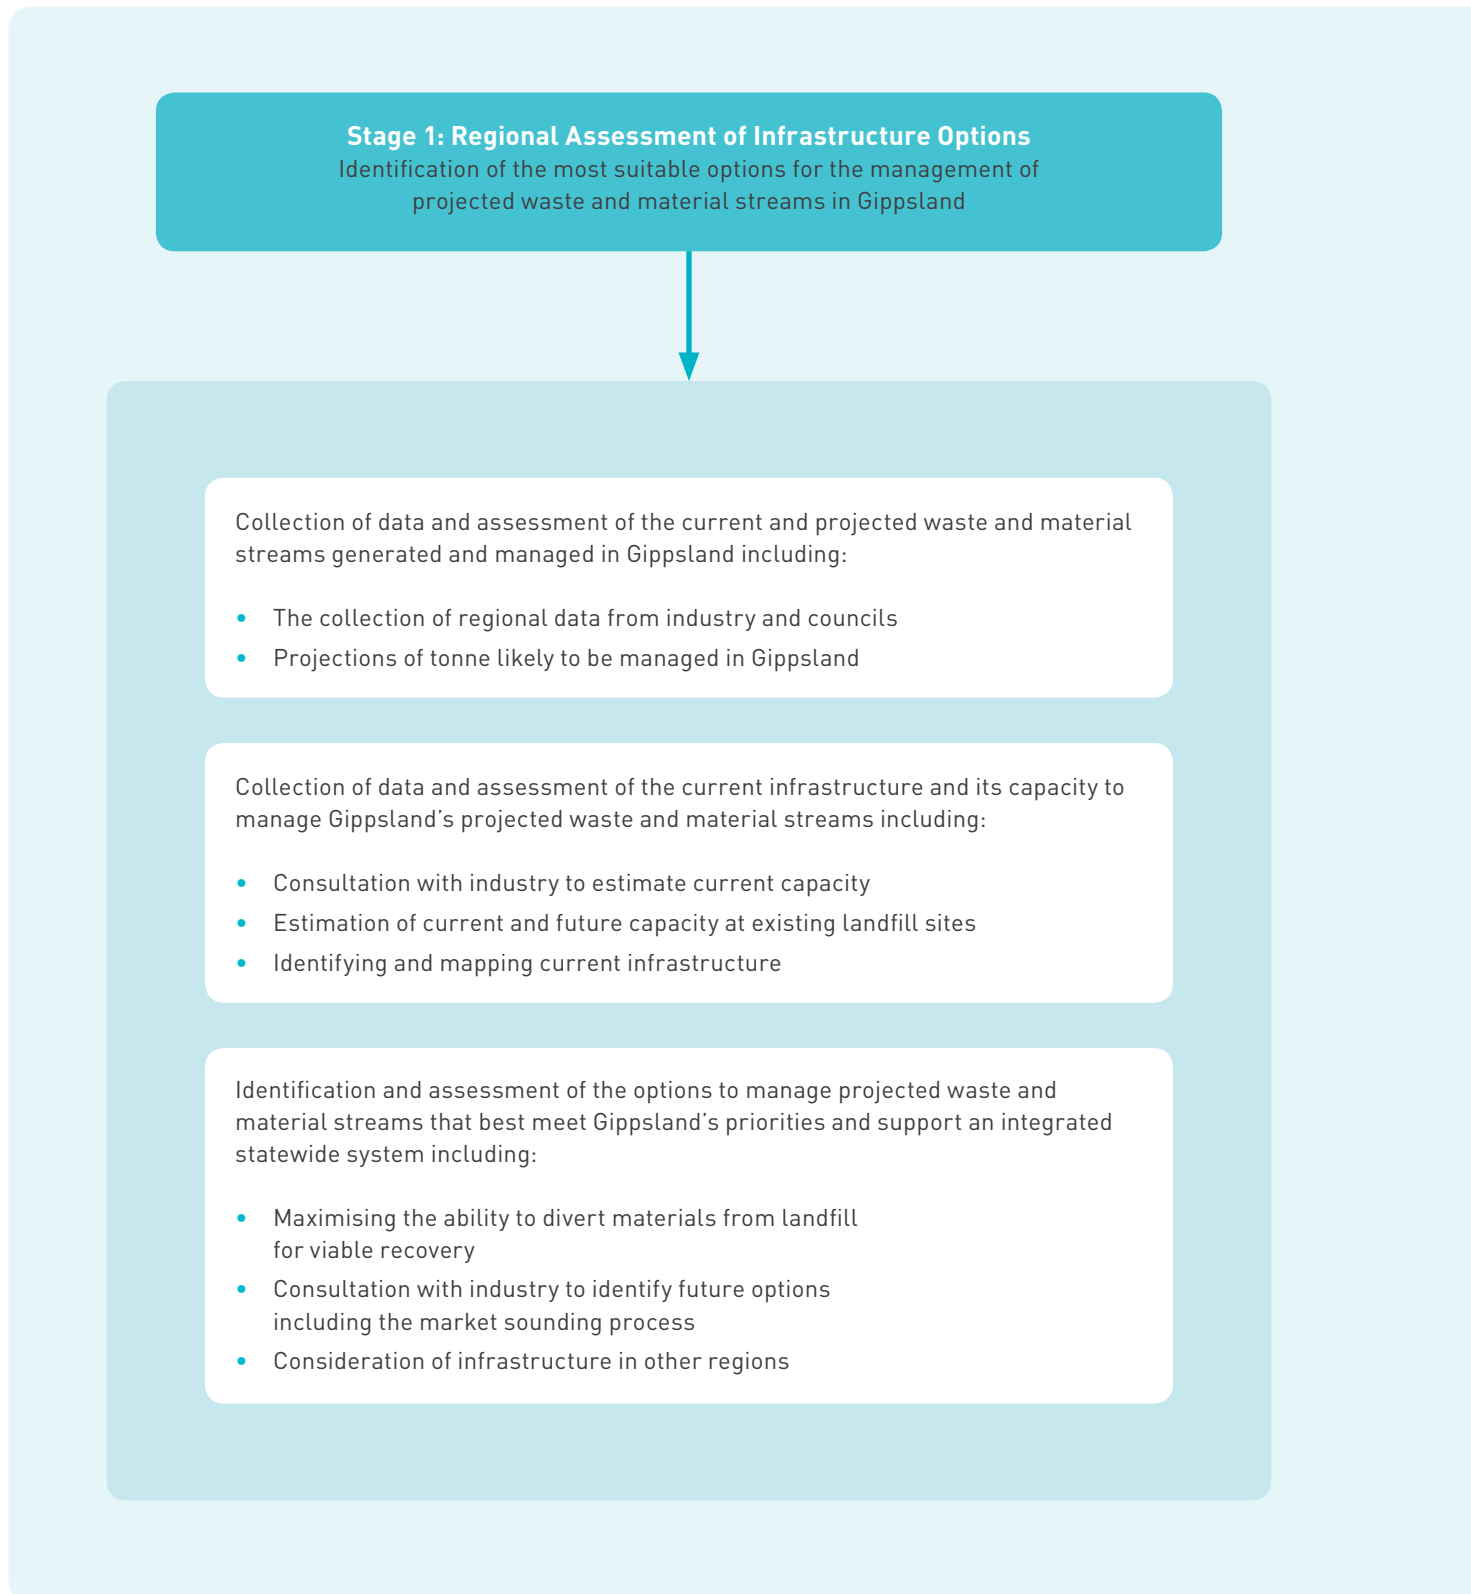 Stage 1: Regional Assessment of Infrastructure Options
Identification of the most suitable options for the management of
projected waste and material streams in Gippsland
Collection of data and assessment of the current and projected waste and material
streams generated and managed in Gippsland including:
• The collection of regional data from industry and councils
• Projections of tonne likely to be managed in Gippsland
Collection of data and assessment of the current infrastructure and its capacity to
manage Gippsland’s projected waste and material streams including:
• Consultation with industry to estimate current capacity
• Estimation of current and future capacity at existing landfill sites
• Identifying and mapping current infrastructure
Identification and assessment of the options to manage projected waste and
material streams that best meet Gippsland’s priorities and support an integrated
statewide system including:
• Maximising the ability to divert materials from landfill
for viable recovery
• Consultation with industry to identify future options
including the market sounding process
• Consideration of infrastructure in other regions